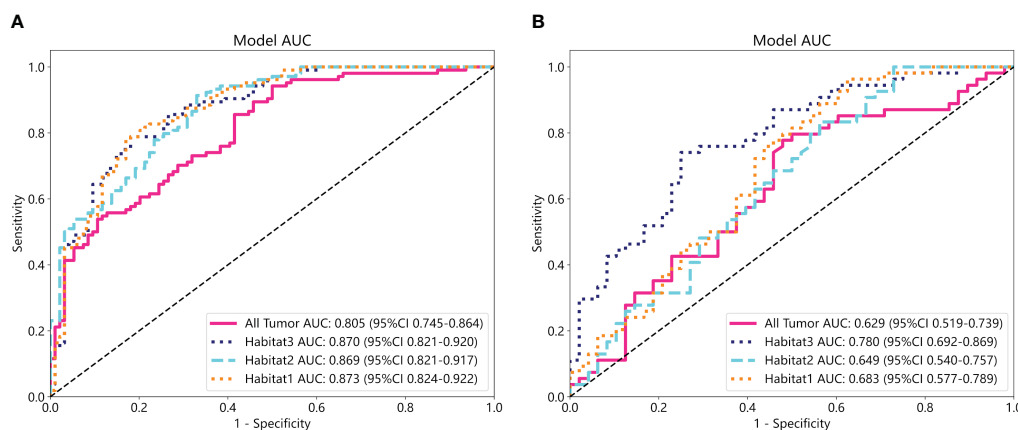 A
Model AUC
1.0
0.8
0.6
0.4
0.2
0.0
Sensitivity
All Tumor AUC: 0.805 (95%CI 0.745-0.864)
Habitat3 AUC: 0.870 (95%CI 0.821-0.920)
Habitat2 AUC: 0.869 (95%CI 0.821-0.917)
Habitat1 AUC: 0.873 (95%CI 0.824-0.922)
0.0 0.2 0.4 0.6 0.8 1.0
1 - Specificity
B
Model AUC
1.0
0.8
0.6
0.4
0.2
0.0
Sensitivity
All Tumor AUC: 0.629 (95%CI 0.519-0.739)
Habitat3 AUC: 0.780 (95%CI 0.692-0.869)
Habitat2 AUC: 0.649 (95%CI 0.540-0.757)
Habitat1 AUC: 0.683 (95%CI 0.577-0.789)
0.0 0.2 0.4 0.6 0.8 1.0
1 - Specificity